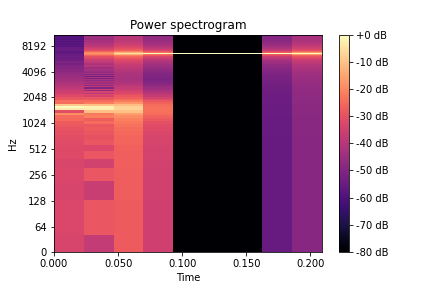 Power spectrogram
8192
4096
2048
1024
512
256
128
64
0
Hz
0.000 0.050 0.100 0.150 0.200
Time
+0 dB
-10 dB
-20 dB
-30 dB
-40 dB
-50 dB
-60 dB
-70 dB
-80 dB